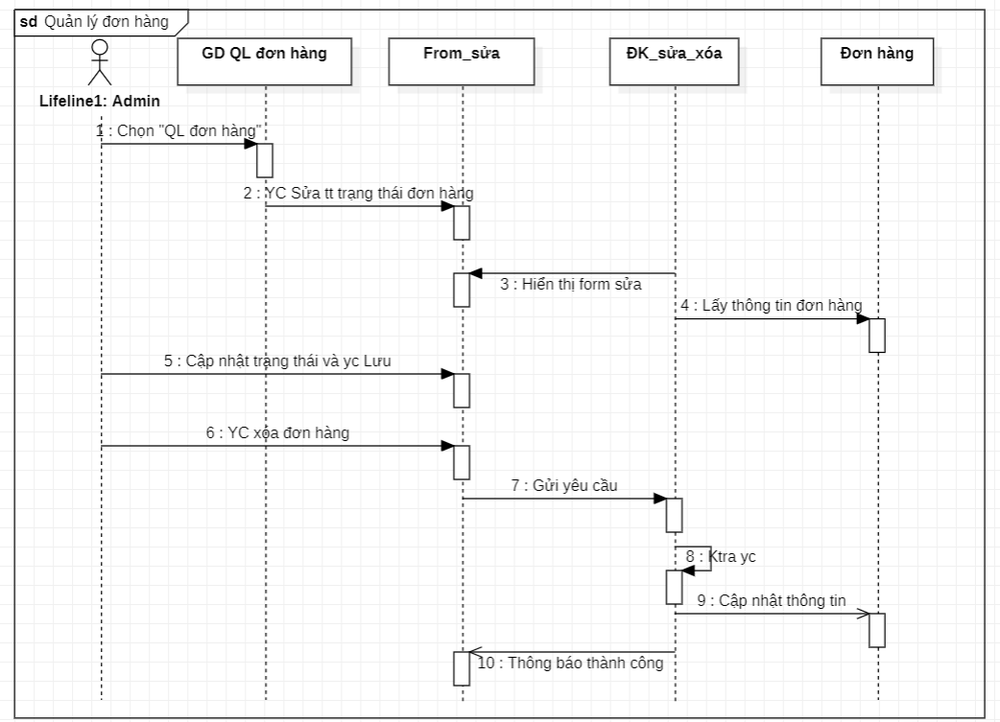 sd Quản lý đơn hàng
GD QL đơn hàng
From_sửa
ĐK_sửa_xóa
Đơn hàng
Lifeline1: Admin
1 : Chọn "QL đơn hàng"
2 : YC Sửa tt trạng thái đơn hàng
3 : Hiển thị form sửa
4 : Lấy thông tin đơn hàng
5 : Cập nhật trạng thái và yc Lưu
6 : YC xóa đơn hàng
7 : Gửi yêu cầu
8 : Ktra yc
9 : Cập nhật thông tin
10 : Thông báo thành công